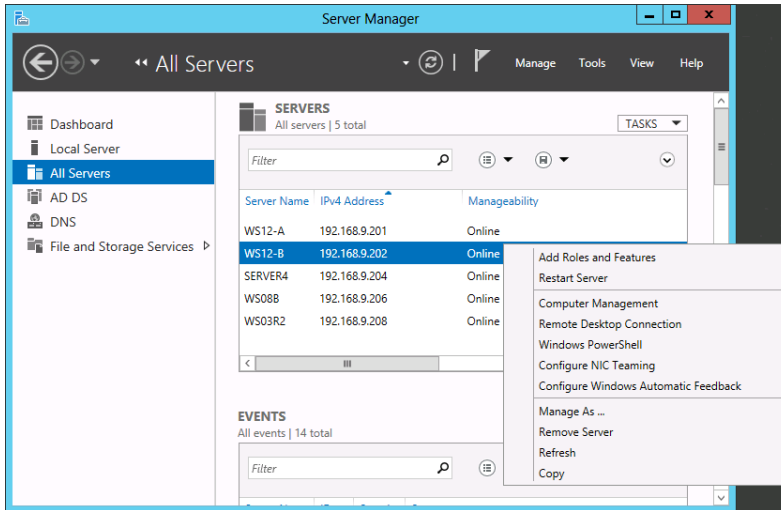 Server Manager
All Servers
Manage Tools View Help
Dashboard
Local Server
All Servers
AD DS
DNS
File and Storage Services
SERVERS
All servers | 5 total
TASKS
Filter
Server Name IPv4 Address Manageability
WS12-A 192.168.9.201 Online
WS12-B 192.168.9.202 Online
SERVER4 192.168.9.204 Online
WS08B 192.168.9.206 Online
WS03R2 192.168.9.208 Online
Add Roles and Features
Restart Server
Computer Management
Remote Desktop Connection
Windows PowerShell
Configure NIC Teaming
Configure Windows Automatic Feedback
Manage As ...
Remove Server
Refresh
Copy
EVENTS
All events | 14 total
Filter